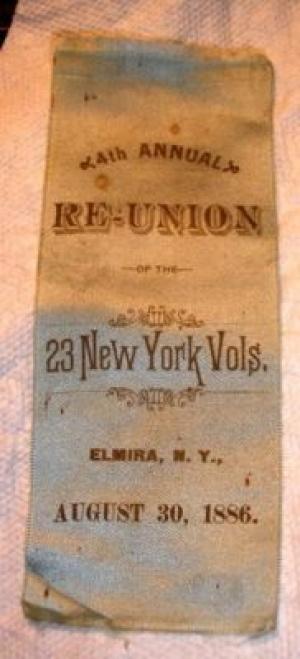 4th ANNUAL
RE-UNION
—OF THE—
23 New York Vols.
ELMIRA, N. Y.,
AUGUST 30, 1886.